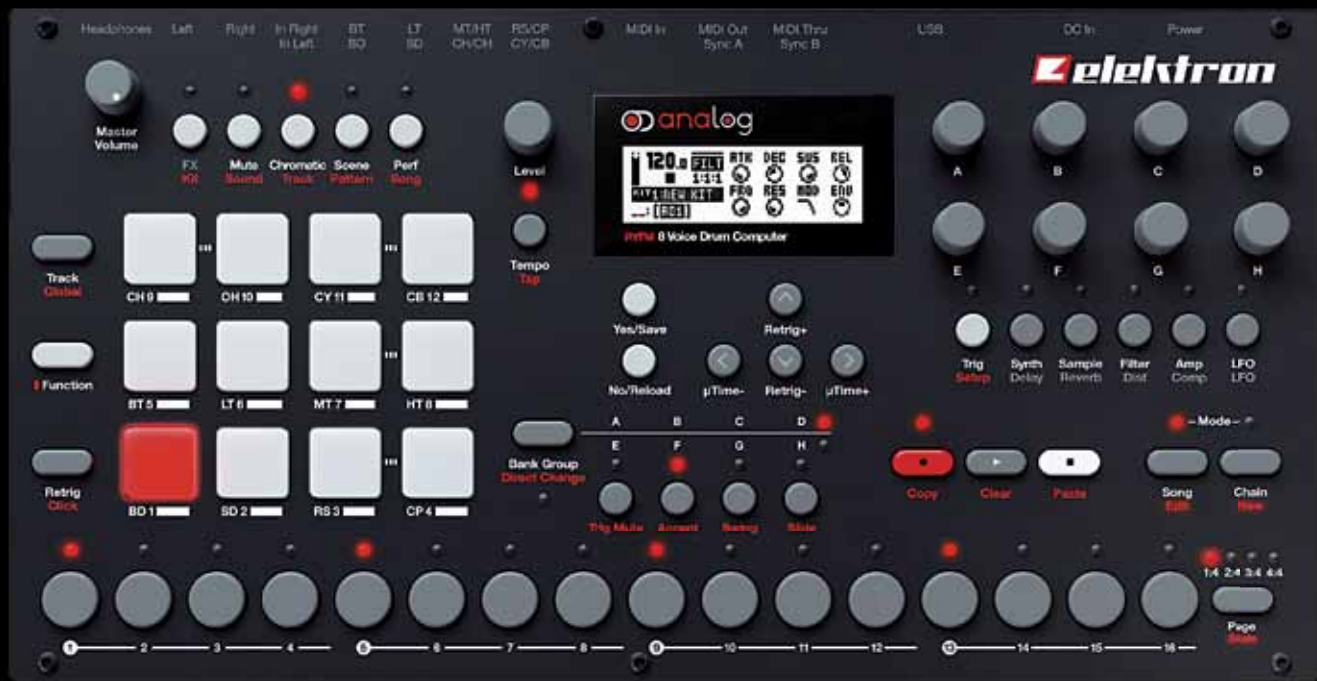 Headphones Left Right In Right BT LT MT/HT RS/CP MIDI In MIDI Out MIDI Thru USB DC In Power
In Left BD SD CH/OH CY/CB Sync A Sync B
elektron
Master
Volume
FX Mute Chromatic Scene Perf
Kit Sound Track Pattern Song
Level
analog
120.0 FILT ATK DEC SUS REL
1:1:1
KIT 1:NEW KIT FRQ RES MOD ENV
RYTM 8 Voice Drum Computer
A B C D
E F G H
Track
Global
CH 9 OH 10 CY 11 CB 12
Tempo
Tap
Yes/Save Retrig+
No/Reload µTime- Retrig- µTime+
Trig Synth Sample Filter Amp LFO
Setup Delay Reverb Dist Comp LFO
Function
BT 5 LT 6 MT 7 HT 8
Bank Group
Direct Change
A B C D
E F G H
Trig Mute Accent Swing Slide
Mode
Copy Clear Paste
Song Chain
Edit New
Retrig
Click
BD 1 SD 2 RS 3 CP 4
1:4 2:4 3:4 4:4
Page
Scale
1 2 3 4 5 6 7 8 9 10 11 12 13 14 15 16